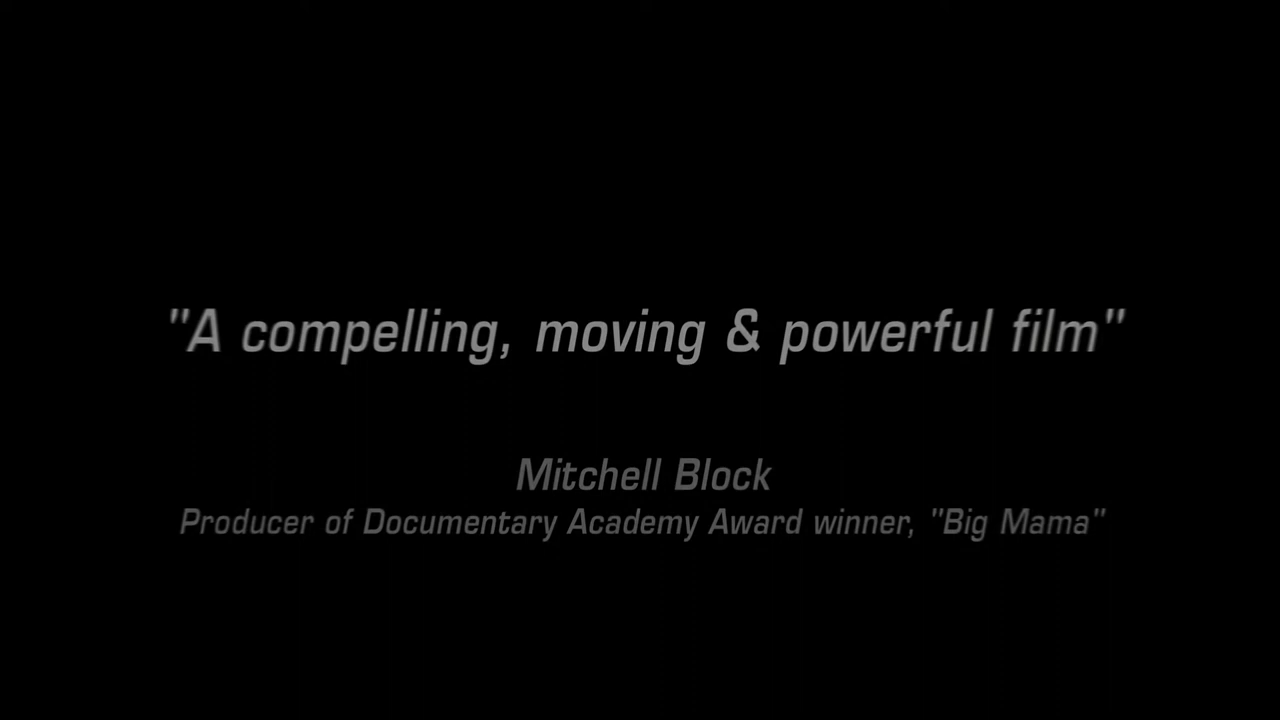 "A compelling, moving & powerful film"
Mitchell Block
Producer of Documentary Academy Award winner, "Big Mama"